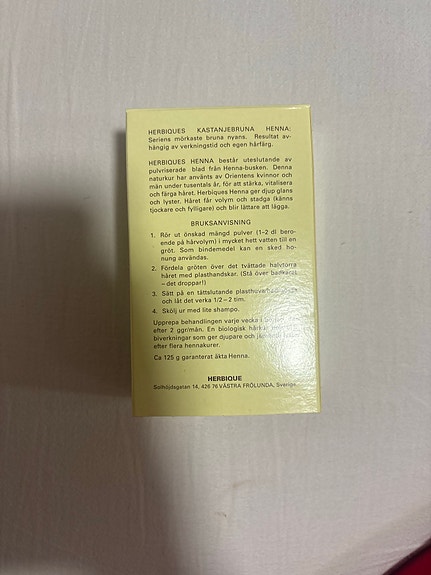 HERBIQUES KASTANJEBRUNA HENNA:
Seriens mörkaste bruna nyans. Resultat av-
hängig av verkningstid och egen hårfärg.
HERBIQUES HENNA består uteslutande av
pulvriserade blad från Henna-busken. Denna
naturkur har använts av Orientens kvinnor och
män under tusentals år, för att stärka, vitalisera
och färga håret. Herbiques Henna ger djup glans
och lyster. Håret får volym och stadga (känns
tjockare och fylligare) och blir lättare att lägga.
BRUKSANVISNING
1. Rör ut önskad mängd pulver (1–2 dl bero-
ende på hårvolym) i mycket hett vatten till en
gröt. Som bindemedel kan en sked ho-
nung användas.
2. Fördela gröten över det tvättade halvtorra
håret med plasthandskar. (Stå över badkaret
– det droppar!)
3. Sätt på en tättslutande
och låt det verka 1/2–2 tim.
4. Skölj ur med lite shampo.
Upprepa behandlingen varje vecka i
efter 2 ggr/mån. En biologisk
biverkningar som ger djupare och
efter flera hennakurer.
Ca 125 g garanterat äkta Henna.
HERBIQUE
Solhöjdsgatan 14, 426 76 VÄSTRA FRÖLUNDA, Sverige